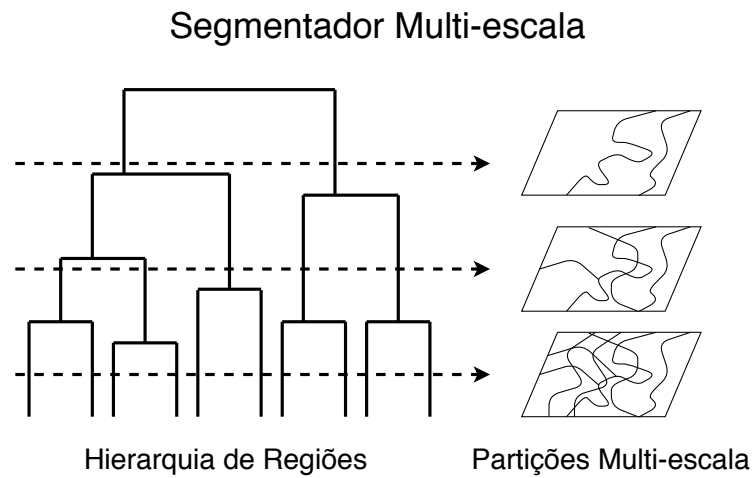 Segmentador Multi-escala
Hierarquia de Regiões
Partições Multi-escala